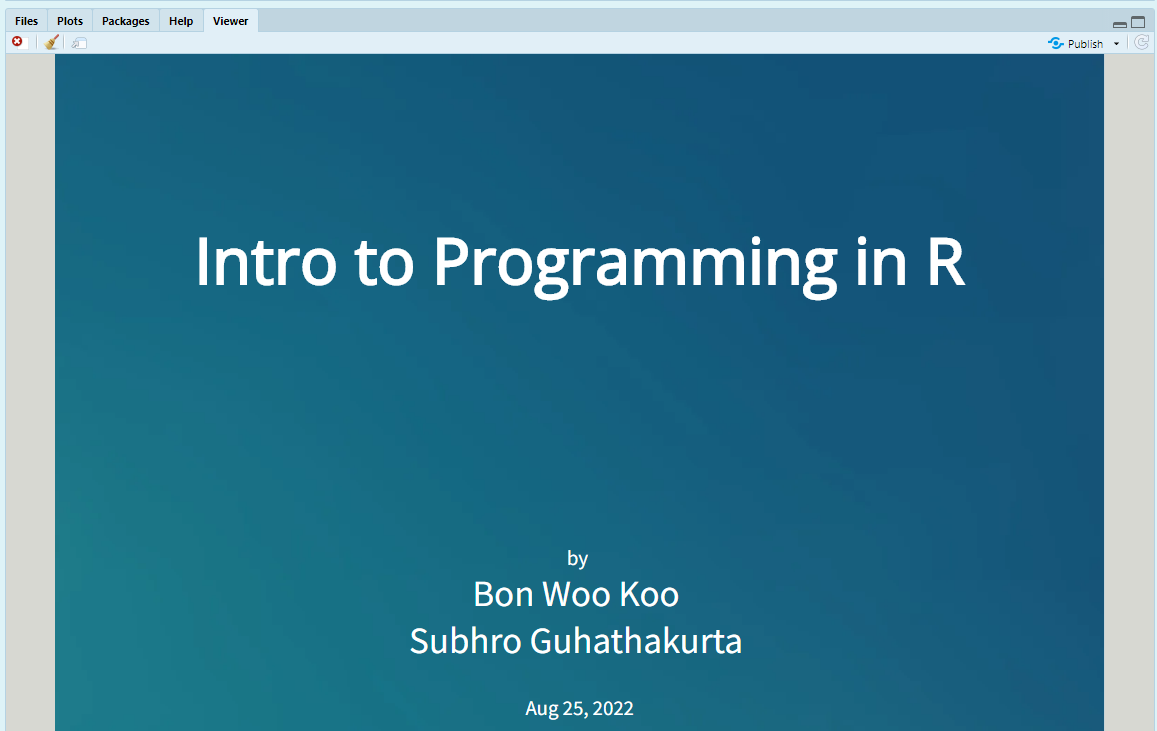 Files Plots Packages Help Viewer
Publish
Intro to Programming in R
by
Bon Woo Koo
Subhro Guhathakurta
Aug 25, 2022